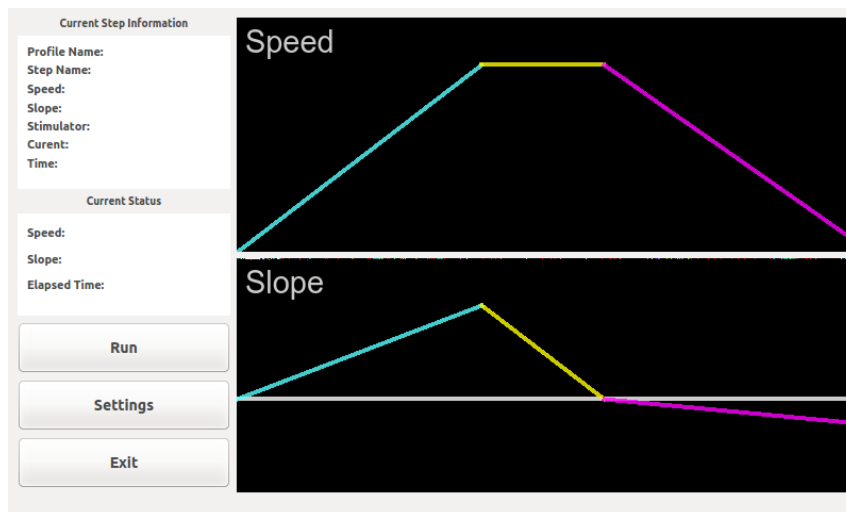 Current Step Information
Profile Name:
Step Name:
Speed:
Slope:
Stimulator:
Curent:
Time:
Current Status
Speed:
Slope:
Elapsed Time:
Run
Settings
Exit
Speed
Slope